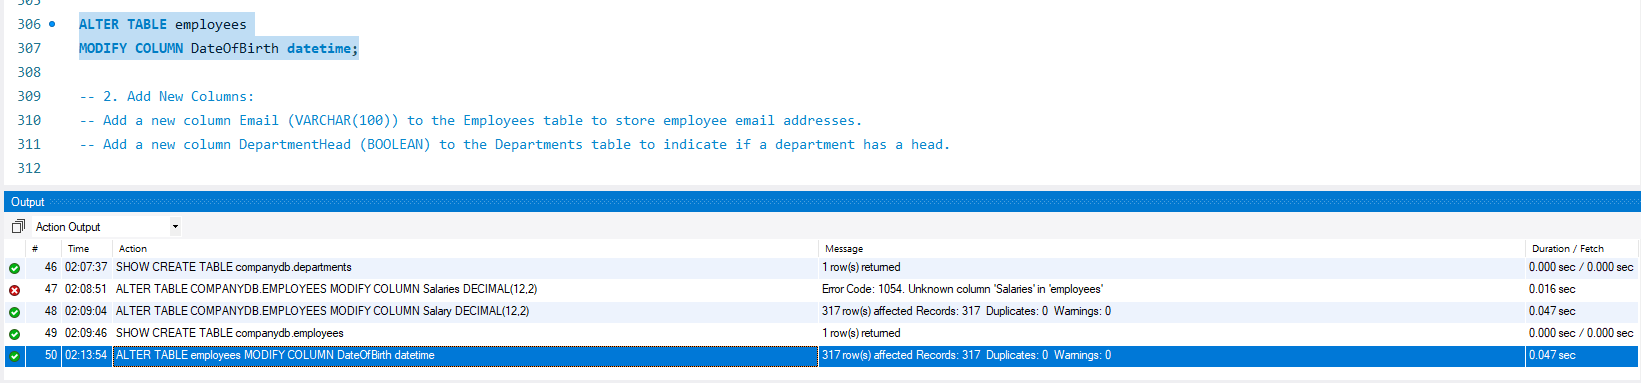 306 ALTER TABLE employees
307 MODIFY COLUMN DateOfBirth datetime;
308
309 -- 2. Add New Columns:
310 -- Add a new column Email (VARCHAR(100)) to the Employees table to store employee email addresses.
311 -- Add a new column DepartmentHead (BOOLEAN) to the Departments table to indicate if a department has a head.
312
Output
Action Output
# Time Action Message Duration / Fetch
46 02:07:37 SHOW CREATE TABLE companydb.departments 1 row(s) returned 0.000 sec / 0.000 sec
47 02:08:51 ALTER TABLE COMPANYDB.EMPLOYEES MODIFY COLUMN Salaries DECIMAL(12,2) Error Code: 1054. Unknown column 'Salaries' in 'employees' 0.016 sec
48 02:09:04 ALTER TABLE COMPANYDB.EMPLOYEES MODIFY COLUMN Salary DECIMAL(12,2) 317 row(s) affected Records: 317 Duplicates: 0 Warnings: 0 0.047 sec
49 02:09:46 SHOW CREATE TABLE companydb.employees 1 row(s) returned 0.000 sec / 0.000 sec
50 02:13:54 ALTER TABLE employees MODIFY COLUMN DateOfBirth datetime 317 row(s) affected Records: 317 Duplicates: 0 Warnings: 0 0.047 sec